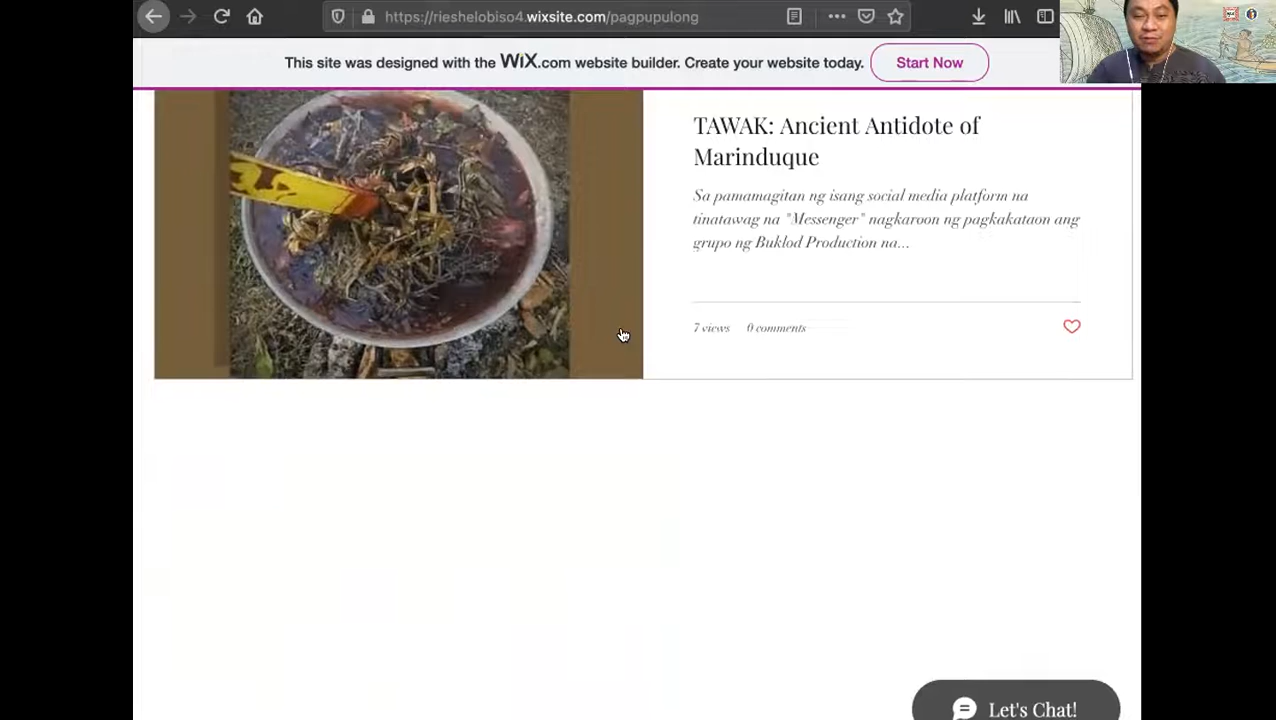 https://rieshelobiso4.wixsite.com/pagpupulong
This site was designed with the WiX.com website builder. Create your website today.
Start Now
TAWAK: Ancient Antidote of
Marinduque
Sa pamamagitan ng isang social media platform na
tinatawag na "Messenger" nagkaroon ng pagkakataon ang
grupo ng Buklod Production na...
7 views 0 comments
Let's Chat!